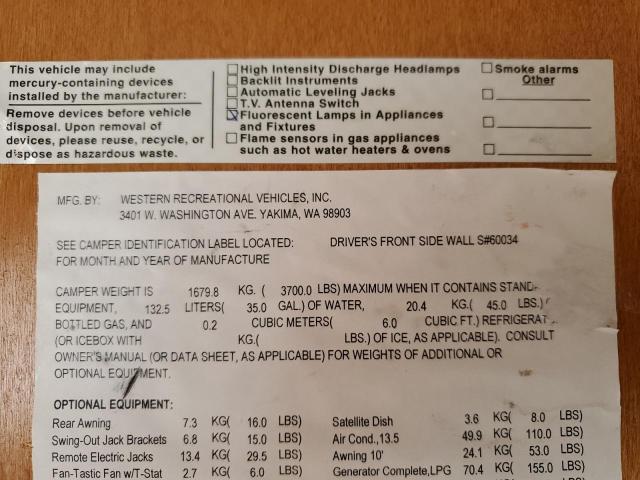 This vehicle may include
mercury-containing devices
installed by the manufacturer:
Remove devices before vehicle
disposal. Upon removal of
devices, please reuse, recycle, or
dispose as hazardous waste.
High Intensity Discharge Headlamps
Backlit Instruments
Automatic Leveling Jacks
T.V. Antenna Switch
Fluorescent Lamps in Appliances
and Fixtures
Flame sensors in gas appliances
such as hot water heaters & ovens
Smoke alarms
Other
MFG. BY: WESTERN RECREATIONAL VEHICLES, INC.
3401 W. WASHINGTON AVE. YAKIMA, WA 98903
SEE CAMPER IDENTIFICATION LABEL LOCATED: DRIVER'S FRONT SIDE WALL S#60034
FOR MONTH AND YEAR OF MANUFACTURE
CAMPER WEIGHT IS 1679.8 KG. ( 3700.0 LBS) MAXIMUM WHEN IT CONTAINS STAND
EQUIPMENT, 132.5 LITERS( 35.0 GAL.) OF WATER, 20.4 KG.( 45.0 LBS.)
BOTTLED GAS, AND 0.2 CUBIC METERS( 6.0 CUBIC FT.) REFRIGERAT
(OR ICEBOX WITH KG.( LBS.) OF ICE, AS APPLICABLE). CONSULT
OWNER'S MANUAL (OR DATA SHEET, AS APPLICABLE) FOR WEIGHTS OF ADDITIONAL OR
OPTIONAL EQUIPMENT.
OPTIONAL EQUIPMENT:
Rear Awning 7.3 KG( 16.0 LBS) Satellite Dish 3.6 KG( 8.0 LBS)
Swing-Out Jack Brackets 6.8 KG( 15.0 LBS) Air Cond.,13.5 49.9 KG( 110.0 LBS)
Remote Electric Jacks 13.4 KG( 29.5 LBS) Awning 10' 24.1 KG( 53.0 LBS)
Fan-Tastic Fan w/T-Stat 2.7 KG( 6.0 LBS) Generator Complete,LPG 70.4 KG( 155.0 LBS)